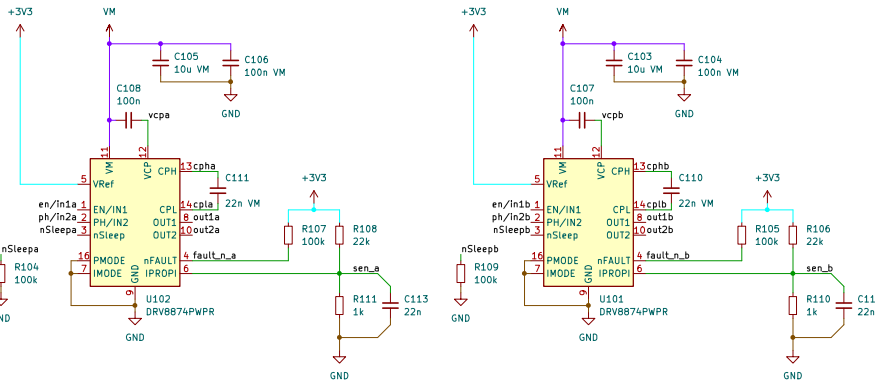 +3V3
VM
C105
10u VM
C106
100n VM
GND
C108
100n
vcpa
11
12
VM
VCP
5
VRef
CPH
13
cpha
C111
22n VM
CPL
14
cpla
en/in1a
1
EN/IN1
ph/in2a
2
PH/IN2
nSleepa
3
nSleep
OUT1
8
out1a
OUT2
10
out2a
+3V3
R107
100k
R108
22k
nSleepa
R104
100k
ND
16
PMODE
7
IMODE
nFAULT
4
fault_n_a
IPROPI
6
sen_a
GND
9
U102
DRV8874PWPR
GND
R111
1k
C113
22n
GND
+3V3
VM
C103
10u VM
C104
100n VM
GND
C107
100n
vcpb
11
12
VM
VCP
5
VRef
CPH
13
cphb
C110
22n VM
CPL
14
cplb
en/in1b
1
EN/IN1
ph/in2b
2
PH/IN2
nSleepb
3
nSleep
OUT1
8
out1b
OUT2
10
out2b
+3V3
R105
100k
R106
22k
nSleepb
R109
100k
16
PMODE
7
IMODE
nFAULT
4
fault_n_b
IPROPI
6
sen_b
GND
9
U101
DRV8874PWPR
GND
R110
1k
C11
22n
GND